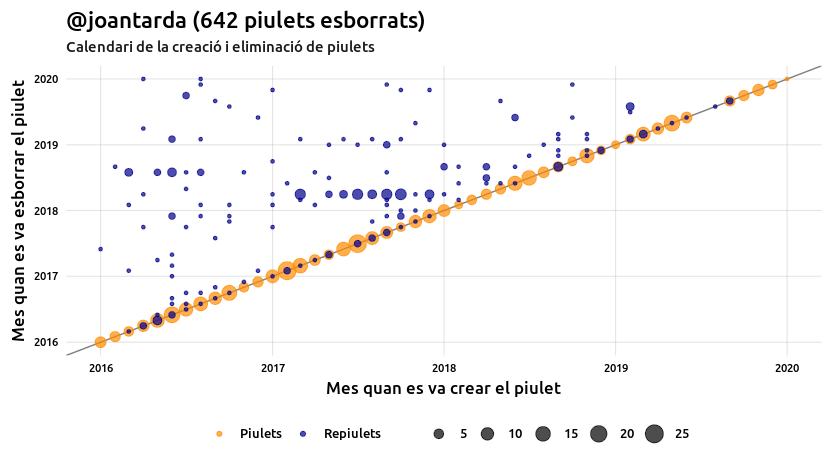 @joantarda (642 piulets esborrats)
Calendari de la creació i eliminació de piulets
Mes quan es va esborrar el piulet
2020
2019
2018
2017
2016
2016 2017 2018 2019 2020
Mes quan es va crear el piulet
Piulets Repiulets 5 10 15 20 25